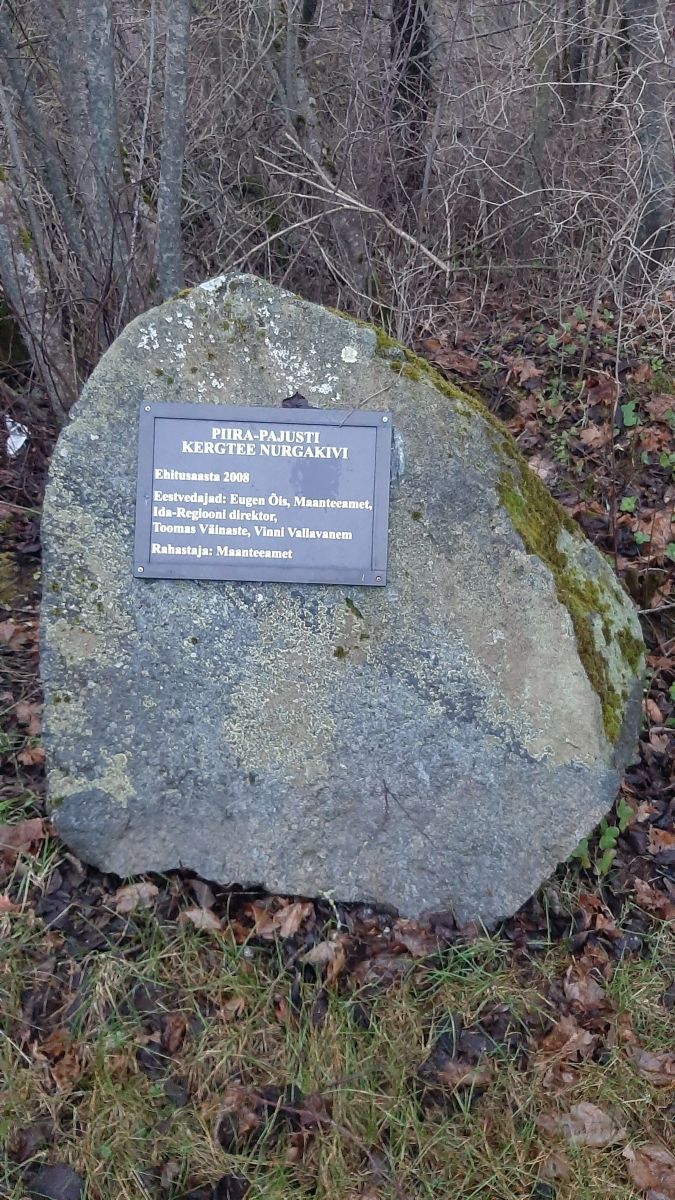 PIIRA-PAJUSTI
KERGTEE NURGAKIVI
Ehitusaasta 2008
Eestvedajad: Eugen Õis, Maanteeamet,
Ida-Regiooni direktor,
Toomas Väinaste, Vinni Vallavanem
Rahastaja: Maanteeamet